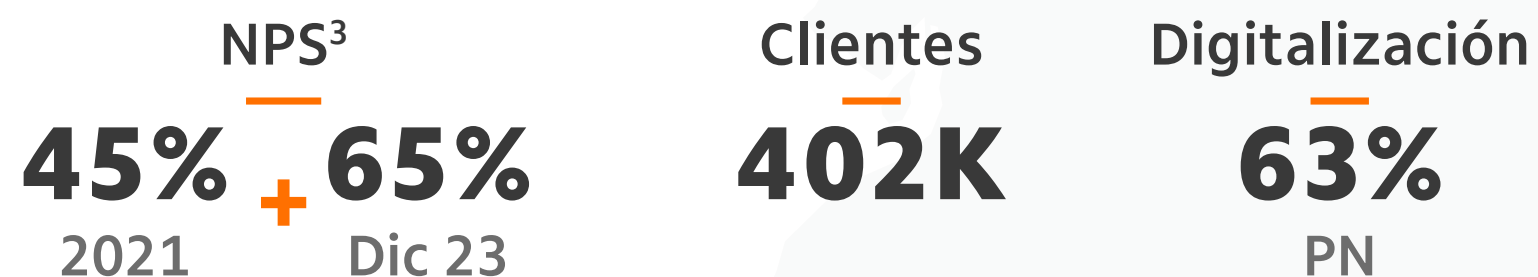 NPS³
45% + 65%
2021 Dic 23
Clientes
402K
Digitalización
63%
PN